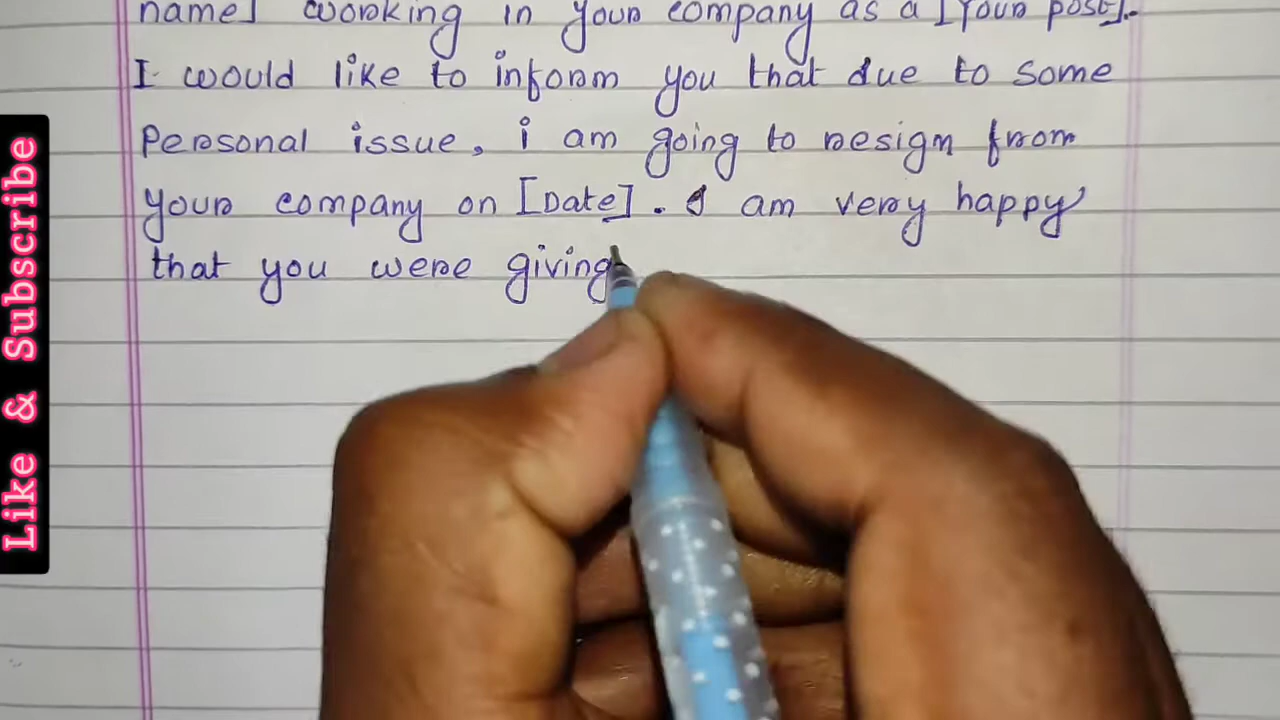 name] working in your company as a [Your post].
I would like to inform you that due to some
Personal issue, i am going to resign from
your company on [Date]. I am very happy
that you were giving
Like & Subscribe